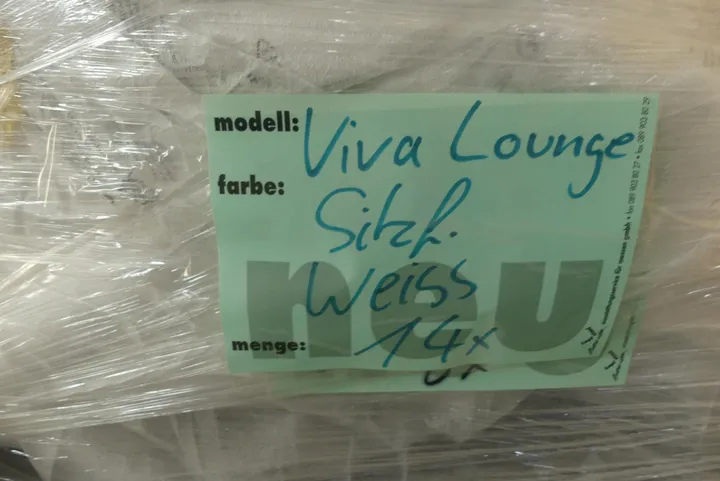 modell: Viva Lounge
farbe: Sitzf.
Weiss
neu
menge: 14x